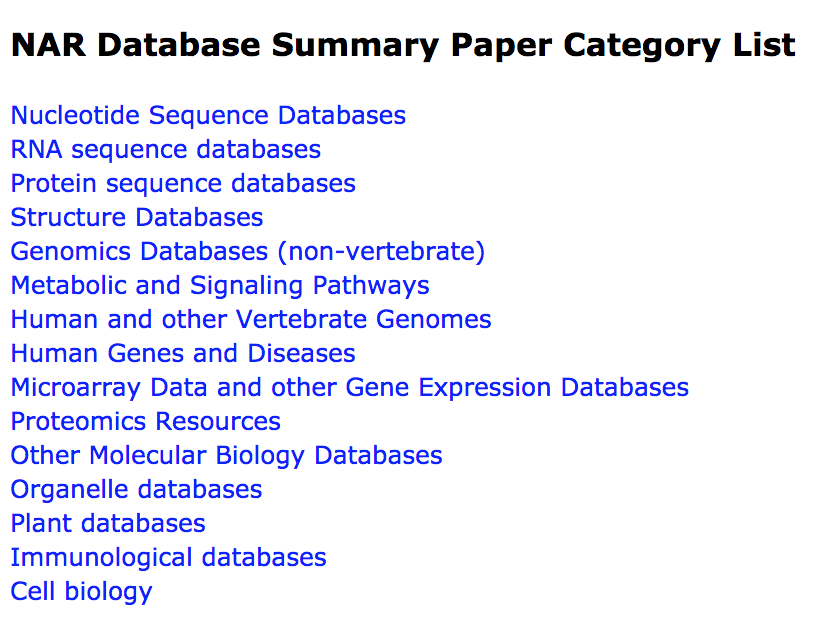 NAR Database Summary Paper Category List
Nucleotide Sequence Databases
RNA sequence databases
Protein sequence databases
Structure Databases
Genomics Databases (non-vertebrate)
Metabolic and Signaling Pathways
Human and other Vertebrate Genomes
Human Genes and Diseases
Microarray Data and other Gene Expression Databases
Proteomics Resources
Other Molecular Biology Databases
Organelle databases
Plant databases
Immunological databases
Cell biology